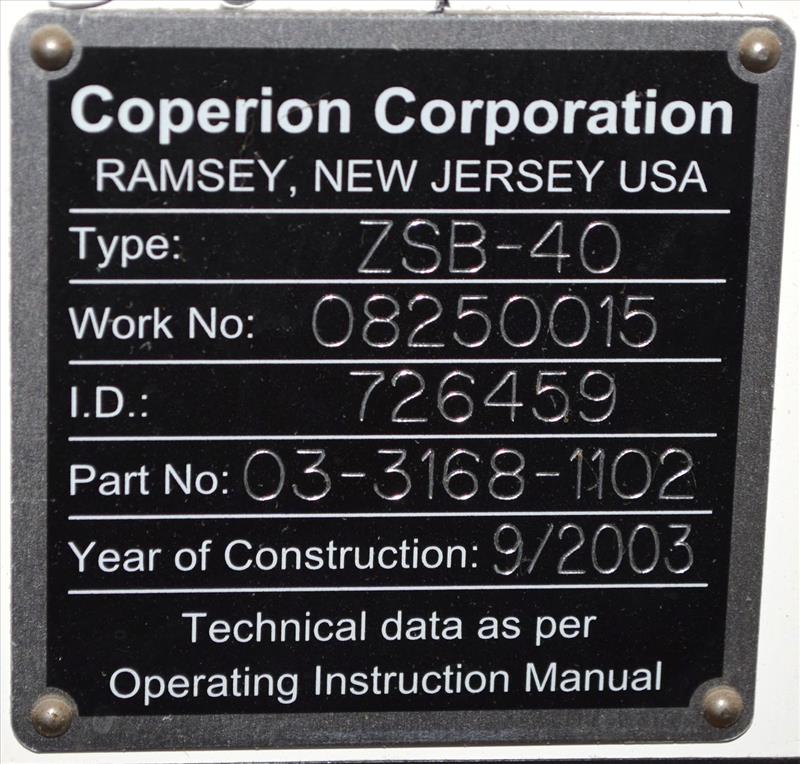 Coperion Corporation
RAMSEY, NEW JERSEY USA
Type: ZSB-40
Work No: 08250015
I.D.: 726459
Part No: 03-3168-1102
Year of Construction: 9/2003
Technical data as per
Operating Instruction Manual